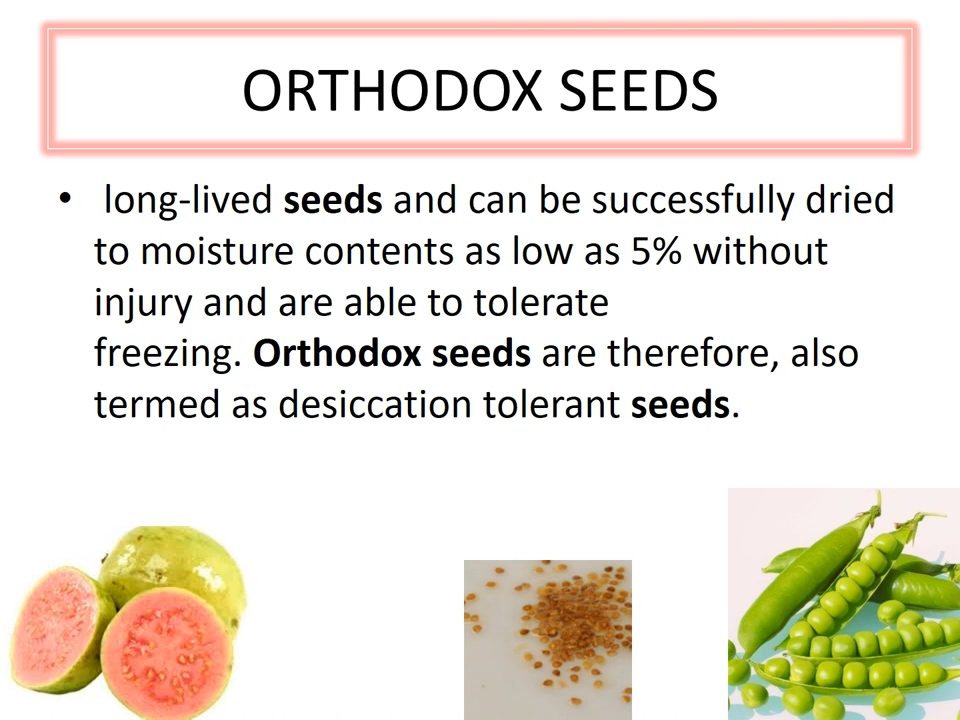 ORTHODOX SEEDS
• long-lived seeds and can be successfully dried
to moisture contents as low as 5% without
injury and are able to tolerate
freezing. Orthodox seeds are therefore, also
termed as desiccation tolerant seeds.